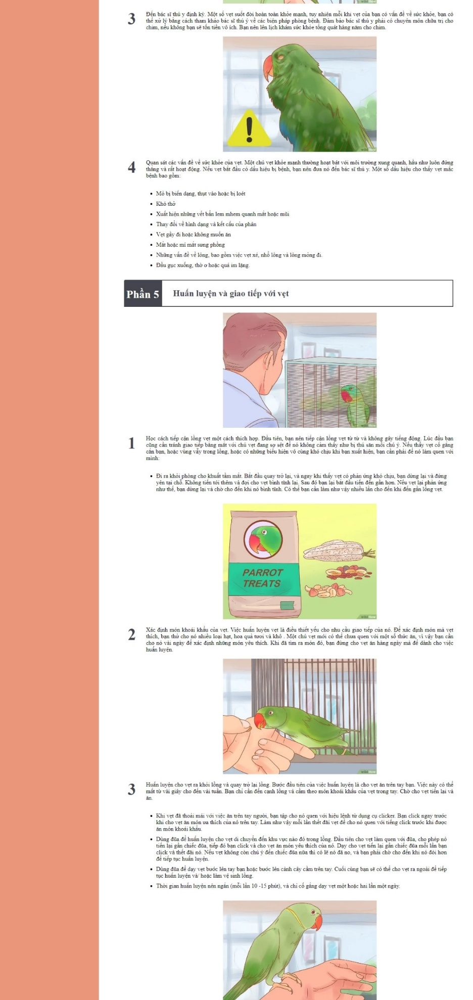 3
Đến bác sĩ thú y định kỳ. Một số vẹt suốt đời hoàn toàn khỏe mạnh, tuy nhiên mỗi khi vẹt của bạn có vấn đề về sức khỏe, bạn có
thể xử lý bằng cách tham khảo bác sĩ thú ý về các biện pháp phòng bệnh. Đảm bảo bác sĩ thú y phải có chuyên môn chữa trị cho
chim, nếu không bạn sẽ tốn tiền vô ích. Bạn nên lên lịch khám sức khỏe tổng quát hàng năm cho chim.
wikiHow
4
Quan sát các vấn đề về sức khỏe của vẹt. Một chú vẹt khỏe mạnh thường hoạt bát với môi trường xung quanh, hầu như luôn đứng
thẳng và rất hoạt động. Nếu vẹt bắt đầu có dấu hiệu bị bệnh, bạn nên đưa nó đến bác sĩ thú y. Một số dấu hiệu cho thấy vẹt mắc
bệnh bao gồm:
• Mỏ bị biến dạng, thụt vào hoặc bị loét
• Khó thở
• Xuất hiện những vết bẩn lem nhem quanh mắt hoặc mũi
• Thay đổi về hình dạng và kết cấu của phân
• Vẹt gầy đi hoặc không muốn ăn
• Mắt hoặc mí mắt sưng phồng
• Những vấn đề về lông, bao gồm việc vẹt xé, nhổ lông và lông mỏng đi.
• Đầu gục xuống, thờ ơ hoặc quá im lặng.
Phần 5 Huấn luyện và giao tiếp với vẹt
wikiHow
1
Học cách tiếp cận lồng vẹt một cách thích hợp. Đầu tiên, bạn nên tiếp cận lồng vẹt từ từ và không gây tiếng động. Lúc đầu bạn
cũng cần tránh giao tiếp bằng mắt với chú vẹt đang sợ sệt để nó không cảm thấy như bị thú săn mồi chú ý. Nếu thấy vẹt cố gắng
cắn bạn, hoặc vùng vẫy trong lồng, hoặc có những biểu hiện vô cùng khó chịu khi bạn xuất hiện, bạn cần phải để nó làm quen với
mình:
• Đi ra khỏi phòng cho khuất tầm mắt. Bắt đầu quay trở lại, và ngay khi thấy vẹt có phản ứng khó chịu, bạn dừng lại và đứng
yên tại chỗ. Không tiến tới thêm và đợi cho vẹt bình tĩnh lại. Sau đó bạn lại bắt đầu tiến đến gần hơn. Nếu vẹt lại phản ứng
như thế, bạn dừng lại và chờ cho đến khi nó bình tĩnh. Có thể bạn cần làm như vậy nhiều lần cho đến khi đến gần lồng vẹt.
PARROT
TREATS
wikiHow
2
Xác định món khoái khẩu của vẹt. Việc huấn luyện vẹt là điều thiết yếu cho nhu cầu giao tiếp của nó. Để xác định món mà vẹt
thích, bạn thử cho nó nhiều loại hạt, hoa quả tươi và khô . Một chú vẹt mới có thể chưa quen với một số thức ăn, vì vậy bạn cần
cho nó vài ngày để xác định những món yêu thích. Khi đã tìm ra món đó, bạn đừng cho vẹt ăn hàng ngày mà để dành cho việc
huấn luyện.
wikiHow
3
Huấn luyện cho vẹt ra khỏi lồng và quay trở lại lồng. Bước đầu tiên của việc huấn luyện là cho vẹt ăn trên tay bạn. Việc này có thể
mất từ vài giây cho đến vài tuần. Bạn chỉ cần đến cạnh lồng và cầm theo món khoái khẩu của vẹt trong tay. Chờ cho vẹt tiến lại và
ăn.
• Khi vẹt đã thoải mái với việc ăn trên tay người, bạn tập cho nó quen với hiệu lệnh từ dụng cụ clicker. Bạn click ngay trước
khi cho vẹt ăn món ưa thích của nó trên tay. Làm như vậy mỗi lần thết đãi vẹt để cho nó quen với tiếng click trước khi được
ăn món khoái khẩu.
• Dùng đũa để huấn luyện cho vẹt di chuyển đến khu vực nào đó trong lồng. Đầu tiên cho vẹt làm quen với đũa, cho phép nó
tiến lại gần chiếc đũa, tiếp đó bạn click và cho vẹt ăn món yêu thích của nó. Dạy cho vẹt tiến lại gần chiếc đũa mỗi lần bạn
click và thết đãi nó. Nếu vẹt không còn chú ý đến chiếc đũa nữa thì có lẽ nó đã no, và bạn phải chờ cho đến khi nó đói hơn
để tiếp tục huấn luyện.
• Dùng đũa để dạy vẹt bước lên tay bạn hoặc bước lên cành cây cầm trên tay. Cuối cùng bạn sẽ có thể cho vẹt ra ngoài để tiếp
tục huấn luyện và/ hoặc làm vệ sinh lồng.
• Thời gian huấn luyện nên ngắn (mỗi lần 10 -15 phút), và chỉ cố gắng dạy vẹt một hoặc hai lần một ngày.